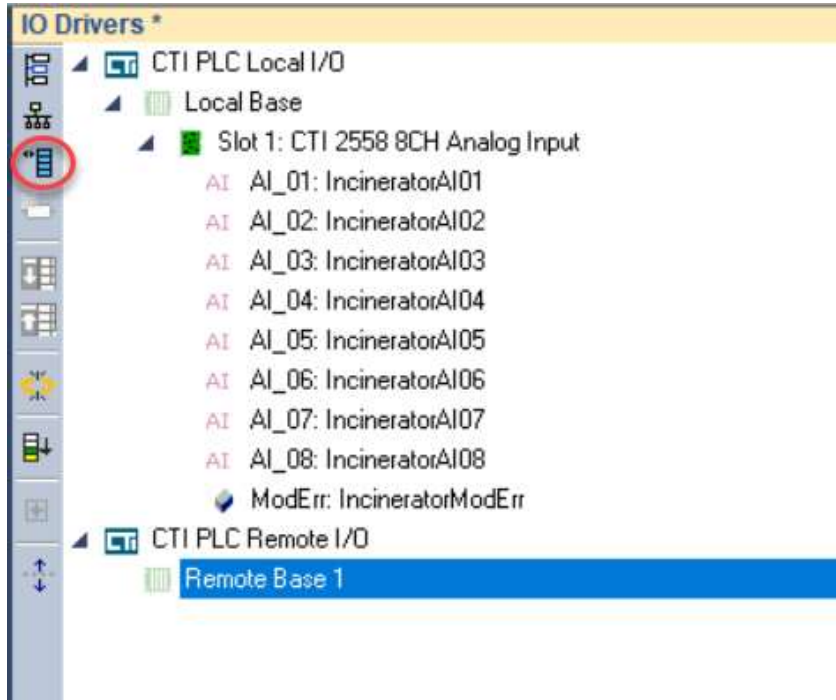 IO Drivers *
CTI PLC Local I/O
Local Base
Slot 1: CTI 2558 8CH Analog Input
AI AI_01: IncineratorAI01
AI AI_02: IncineratorAI02
AI AI_03: IncineratorAI03
AI AI_04: IncineratorAI04
AI AI_05: IncineratorAI05
AI AI_06: IncineratorAI06
AI AI_07: IncineratorAI07
AI AI_08: IncineratorAI08
ModErr: IncineratorModErr
CTI PLC Remote I/O
Remote Base 1